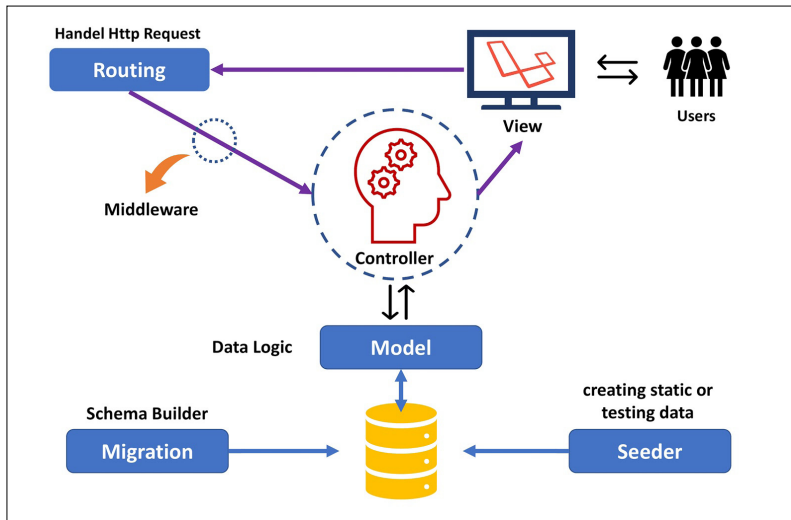 Handel Http Request
Routing
View
Users
Middleware
Controller
Data Logic
Model
Schema Builder
Migration
creating static or
testing data
Seeder